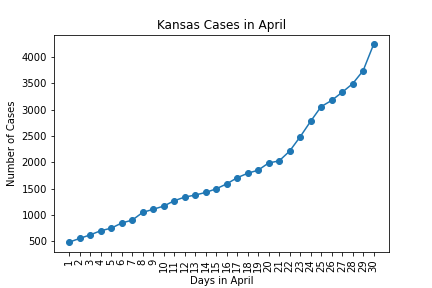 Kansas Cases in April
Number of Cases
4000
3500
3000
2500
2000
1500
1000
500
1 2 3 4 5 6 7 8 9 10 11 12 13 14 15 16 17 18 19 20 21 22 23 24 25 26 27 28 29 30
Days in April